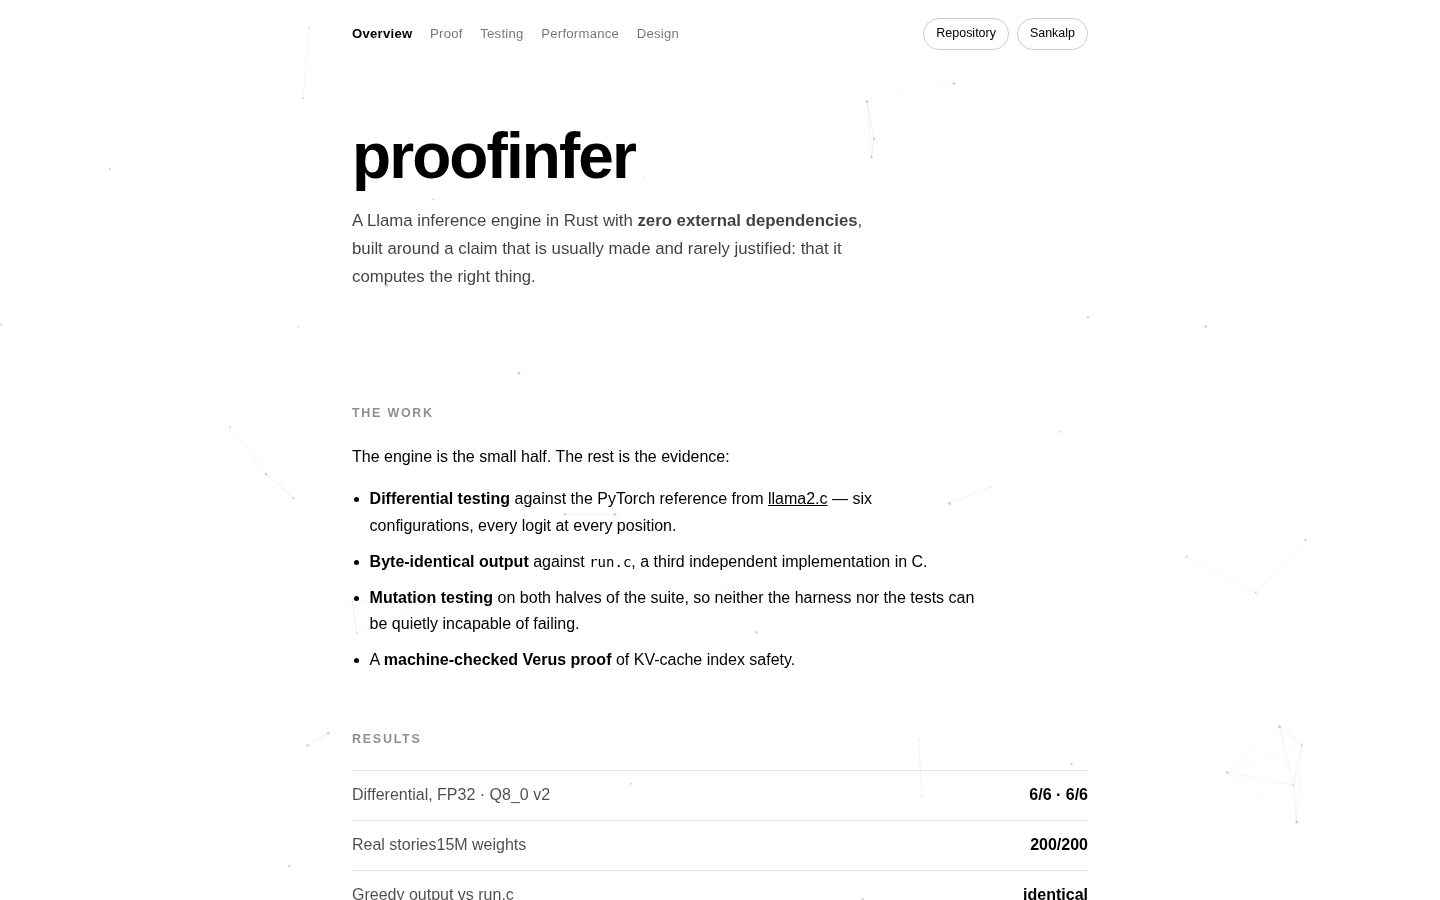 Overview Proof Testing Performance Design Repository Sankalp
proofinfer
A Llama inference engine in Rust with zero external dependencies,
built around a claim that is usually made and rarely justified: that it
computes the right thing.
THE WORK
The engine is the small half. The rest is the evidence:
• Differential testing against the PyTorch reference from llama2.c — six
configurations, every logit at every position.
• Byte-identical output against run.c, a third independent implementation in C.
• Mutation testing on both halves of the suite, so neither the harness nor the tests can
be quietly incapable of failing.
• A machine-checked Verus proof of KV-cache index safety.
RESULTS
Differential, FP32 · Q8_0 v2 6/6 · 6/6
Real stories15M weights 200/200
Greedy output vs run.c identical